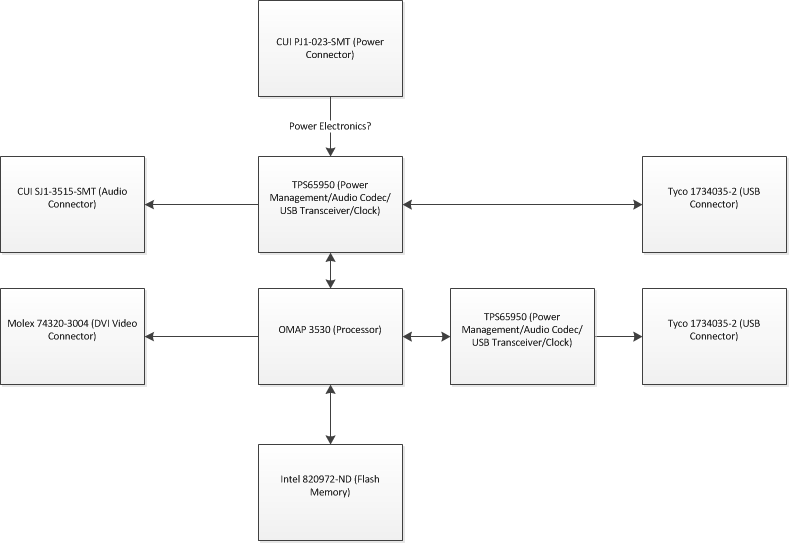 CUI PJ1-023-SMT (Power
Connector)
Power Electronics?
CUI SJ1-3515-SMT (Audio
Connector)
TPS65950 (Power
Management/Audio Codec/
USB Transceiver/Clock)
Tyco 1734035-2 (USB
Connector)
Molex 74320-3004 (DVI Video
Connector)
OMAP 3530 (Processor)
TPS65950 (Power
Management/Audio Codec/
USB Transceiver/Clock)
Tyco 1734035-2 (USB
Connector)
Intel 820972-ND (Flash
Memory)